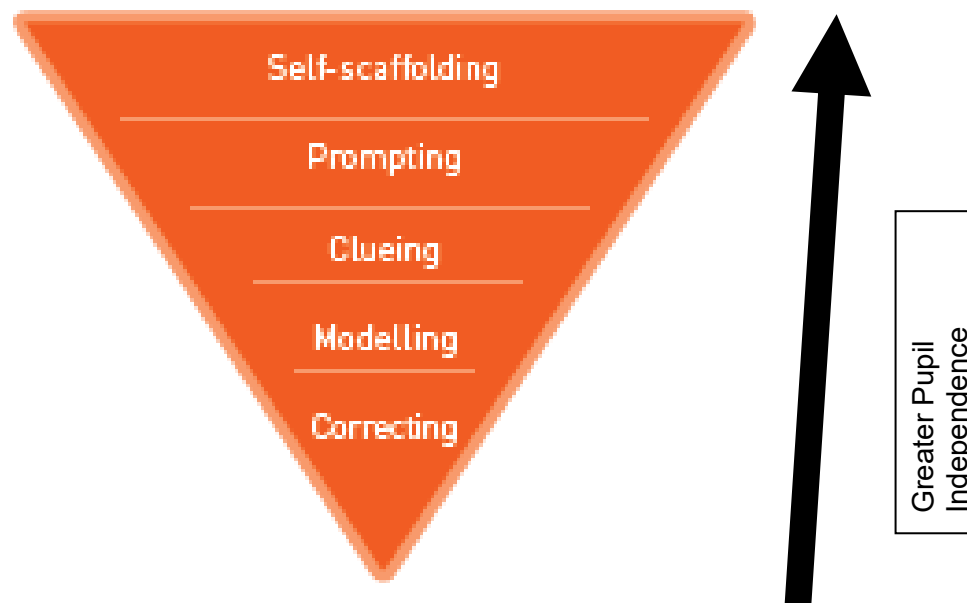 Self-scaffolding
Prompting
Clueing
Modelling
Correcting
Greater Pupil
Independence